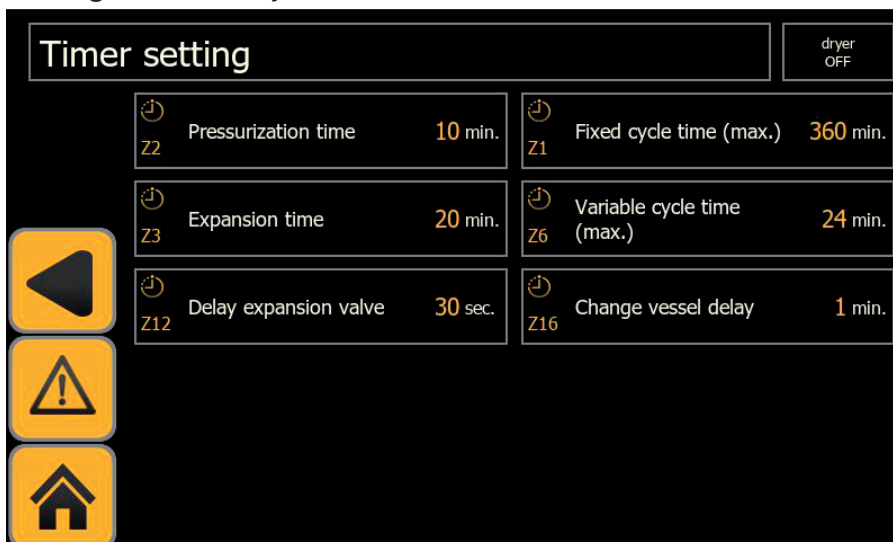 Timer setting
dryer
OFF
Z2 Pressurization time 10 min.
Z1 Fixed cycle time (max.) 360 min.
Z3 Expansion time 20 min.
Z6 Variable cycle time
(max.) 24 min.
Z12 Delay expansion valve 30 sec.
Z16 Change vessel delay 1 min.